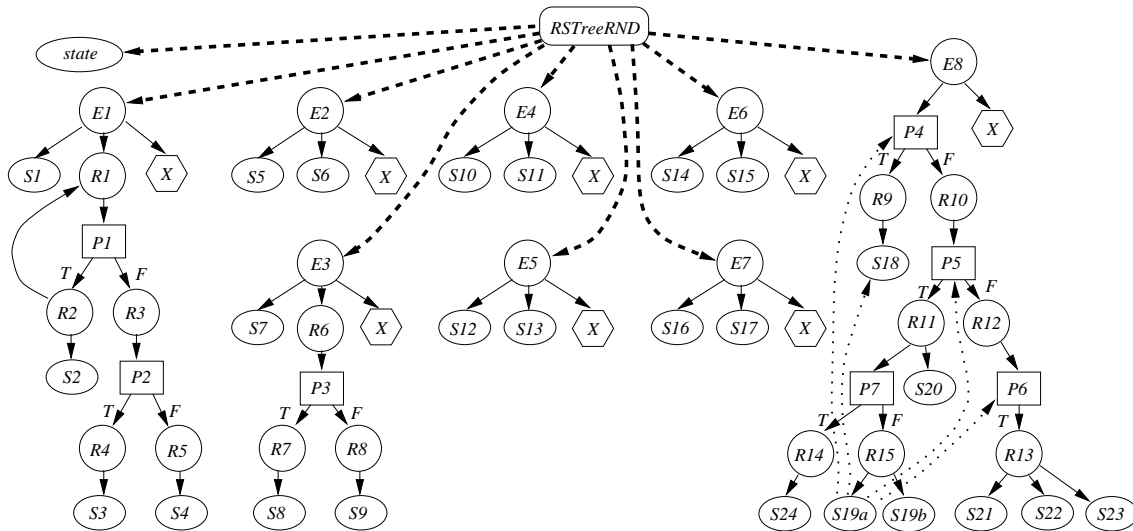 RSTreeRND
state
E8
E1
E2
E4
E6
P4
X
T
F
S1
R1
X
S5
S6
X
S10
S11
X
S14
S15
X
R9
R10
P1
E3
E5
E7
S18
P5
T
F
T
F
R2
R3
S7
R6
X
S12
S13
X
S16
S17
X
R11
R12
S2
P2
P3
P7
S20
P6
T
F
T
F
T
F
T
R4
R5
R7
R8
R14
R15
R13
S3
S4
S8
S9
S24
S19a
S19b
S21
S22
S23